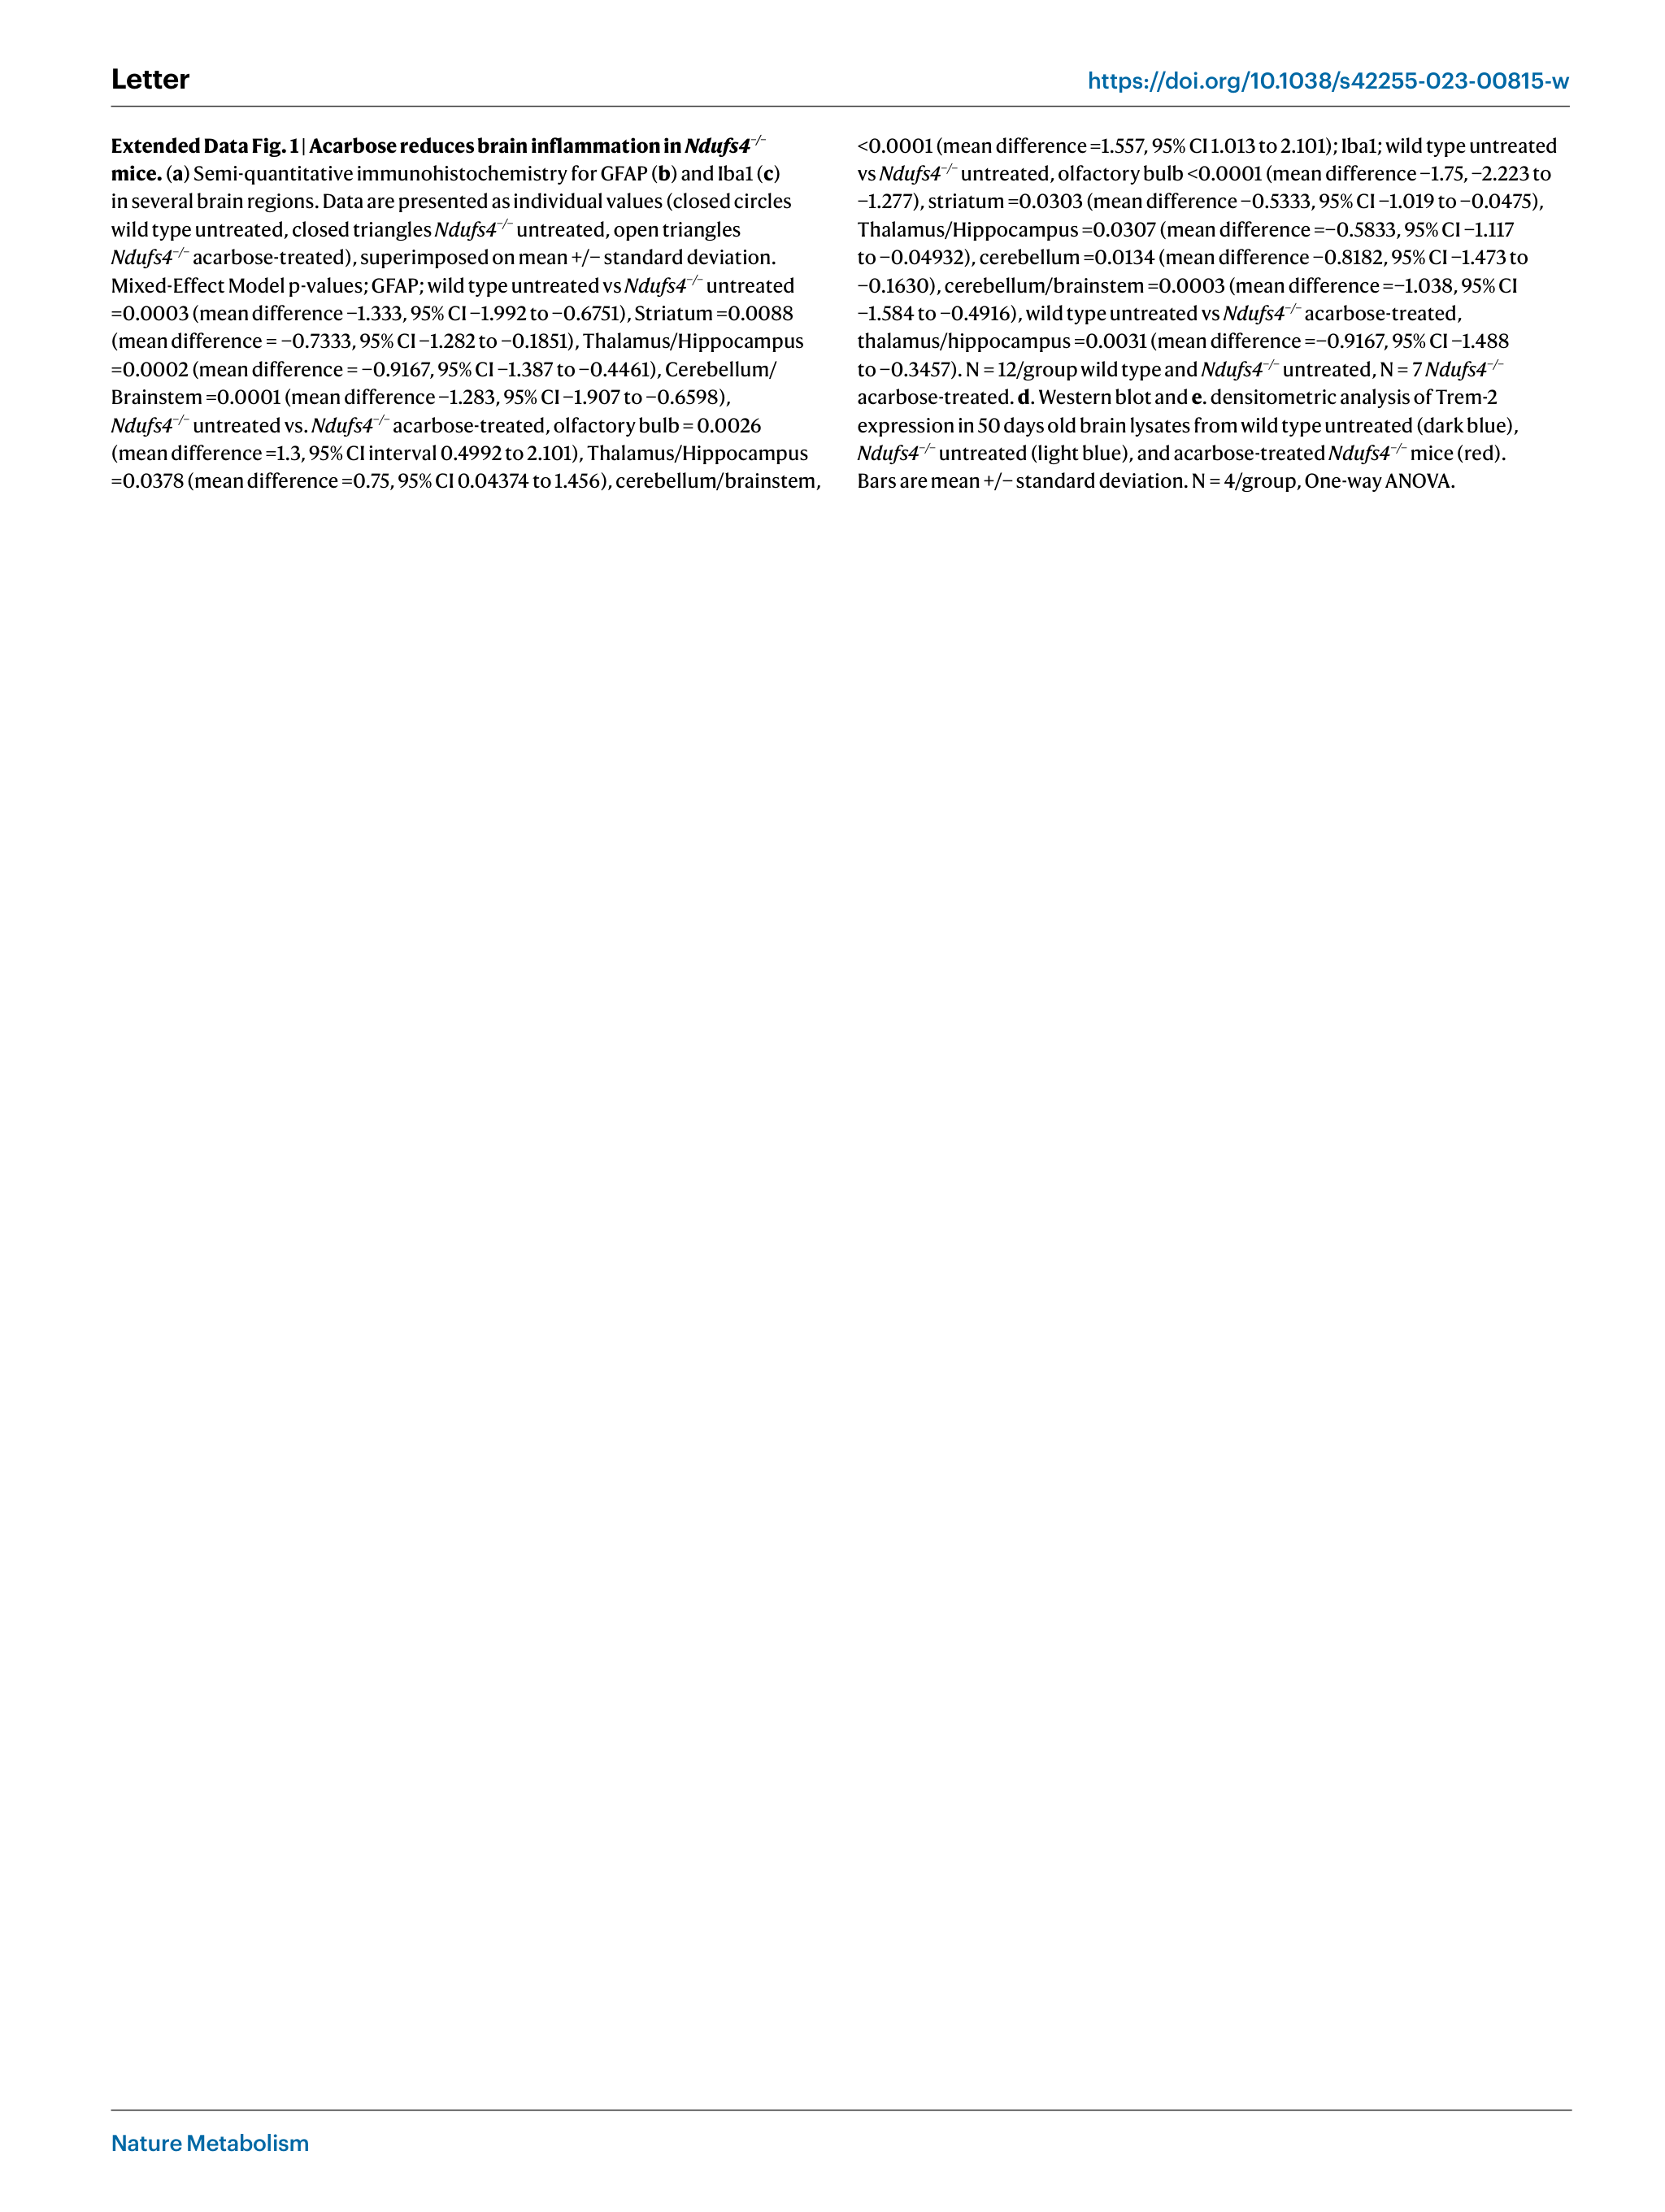 Letter
https://doi.org/10.1038/s42255-023-00815-w
Extended Data Fig. 1 | Acarbose reduces brain inflammation in Ndufs4−/−
mice. (a) Semi-quantitative immunohistochemistry for GFAP (b) and Iba1 (c)
in several brain regions. Data are presented as individual values (closed circles
wild type untreated, closed triangles Ndufs4−/− untreated, open triangles
Ndufs4−/− acarbose-treated), superimposed on mean +/− standard deviation.
Mixed-Effect Model p-values; GFAP; wild type untreated vs Ndufs4−/− untreated
=0.0003 (mean difference −1.333, 95% CI −1.992 to −0.6751), Striatum =0.0088
(mean difference = −0.7333, 95% CI −1.282 to −0.1851), Thalamus/Hippocampus
=0.0002 (mean difference = −0.9167, 95% CI −1.387 to −0.4461), Cerebellum/
Brainstem =0.0001 (mean difference −1.283, 95% CI −1.907 to −0.6598),
Ndufs4−/− untreated vs. Ndufs4−/− acarbose-treated, olfactory bulb = 0.0026
(mean difference =1.3, 95% CI interval 0.4992 to 2.101), Thalamus/Hippocampus
=0.0378 (mean difference =0.75, 95% CI 0.04374 to 1.456), cerebellum/brainstem,
<0.0001 (mean difference =1.557, 95% CI 1.013 to 2.101); Iba1; wild type untreated
vs Ndufs4−/− untreated, olfactory bulb <0.0001 (mean difference −1.75, −2.223 to
−1.277), striatum =0.0303 (mean difference −0.5333, 95% CI −1.019 to −0.0475),
Thalamus/Hippocampus =0.0307 (mean difference =−0.5833, 95% CI −1.117
to −0.04932), cerebellum =0.0134 (mean difference −0.8182, 95% CI −1.473 to
−0.1630), cerebellum/brainstem =0.0003 (mean difference =−1.038, 95% CI
−1.584 to −0.4916), wild type untreated vs Ndufs4−/− acarbose-treated,
thalamus/hippocampus =0.0031 (mean difference =−0.9167, 95% CI −1.488
to −0.3457). N = 12/group wild type and Ndufs4−/− untreated, N = 7 Ndufs4−/−
acarbose-treated. d. Western blot and e. densitometric analysis of Trem-2
expression in 50 days old brain lysates from wild type untreated (dark blue),
Ndufs4−/− untreated (light blue), and acarbose-treated Ndufs4−/− mice (red).
Bars are mean +/− standard deviation. N = 4/group, One-way ANOVA.
Nature Metabolism